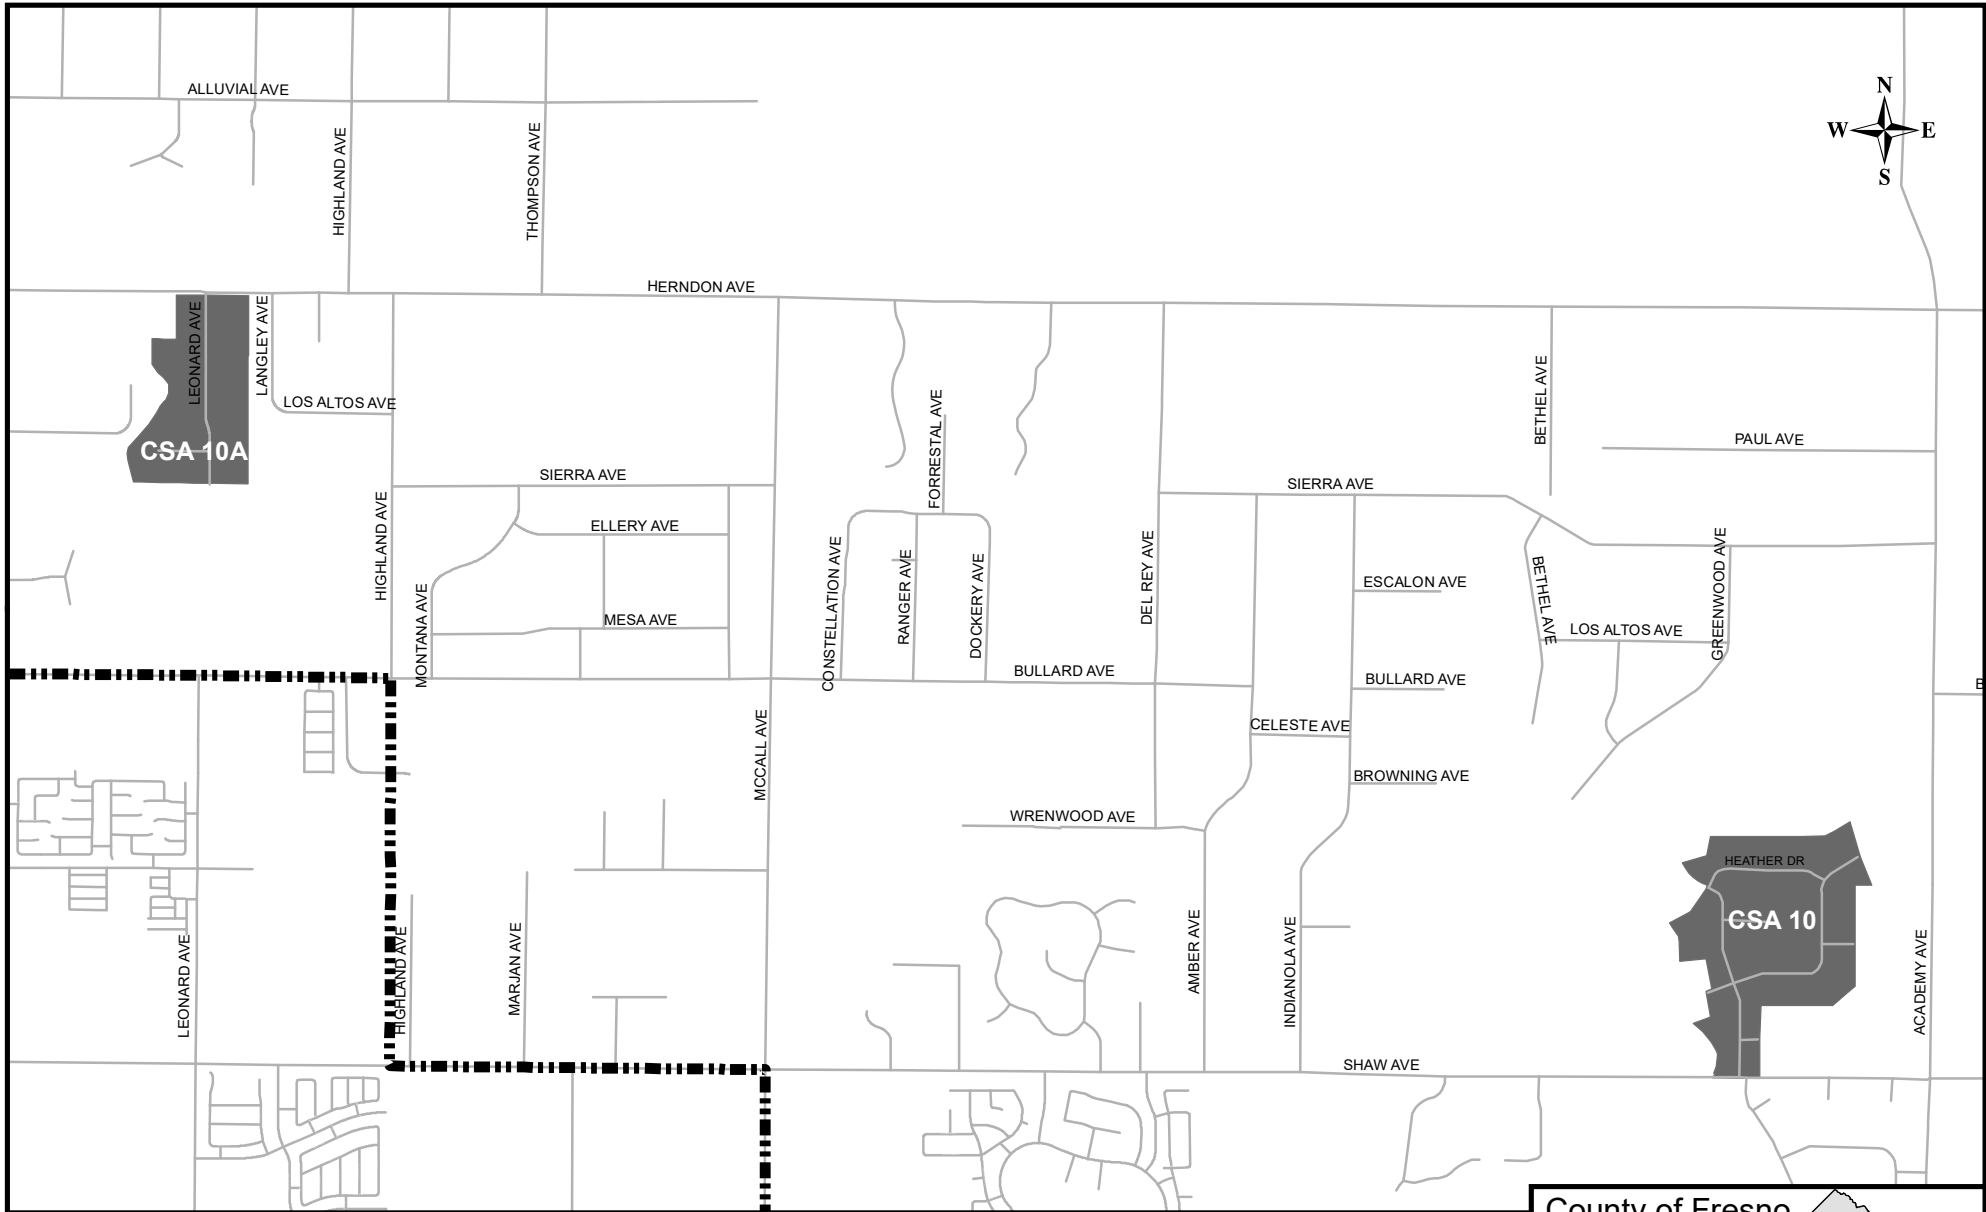 N
W E
S
ALLUVIAL AVE
HIGHLAND AVE
THOMPSON AVE
HERNDON AVE
LEONARD AVE
LANGLEY AVE
LOS ALTOS AVE
CSA 10A
FORRESTAL AVE
BETHEL AVE
PAUL AVE
SIERRA AVE
SIERRA AVE
HIGHLAND AVE
ELLERY AVE
CONSTELLATION AVE
RANGER AVE
DOCKERY AVE
DEL REY AVE
ESCALON AVE
BETHEL AVE
GREENWOOD AVE
MONTANA AVE
MESA AVE
LOS ALTOS AVE
BULLARD AVE
BULLARD AVE
B
MCCALL AVE
CELESTE AVE
BROWNING AVE
WRENWOOD AVE
HEATHER DR
CSA 10
LEONARD AVE
HIGHLAND AVE
MARJAN AVE
AMBER AVE
INDIANOLA AVE
ACADEMY AVE
SHAW AVE
County of Fresno